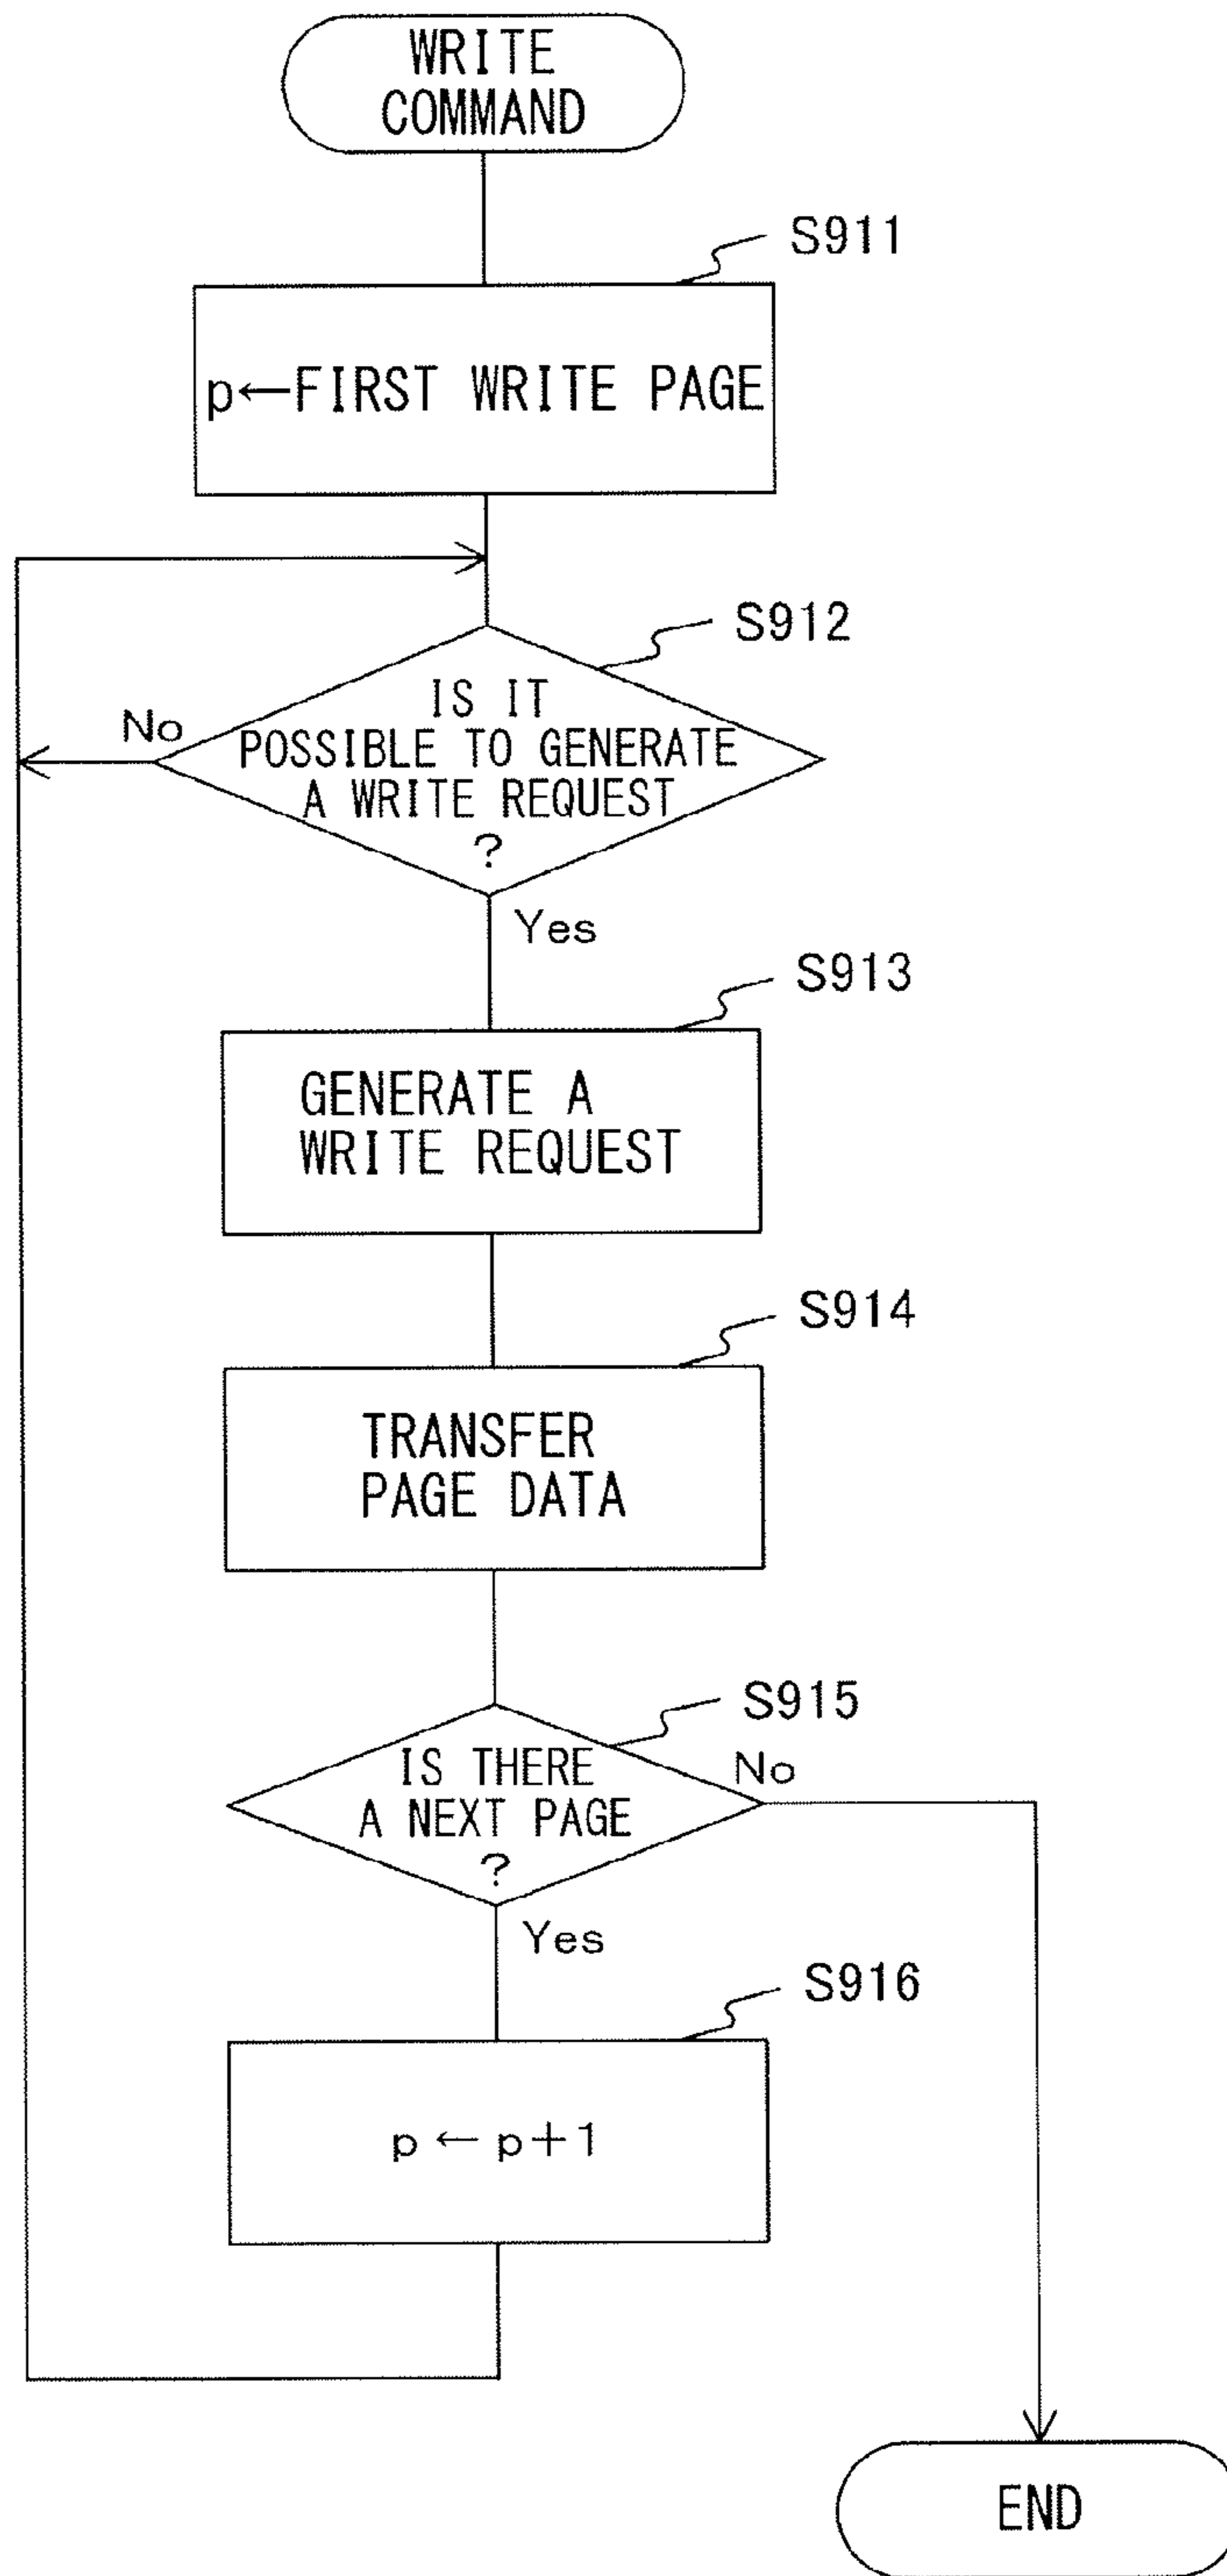 WRITE
COMMAND
S911
p←FIRST WRITE PAGE
S912
No
IS IT
POSSIBLE TO GENERATE
A WRITE REQUEST
?
Yes
S913
GENERATE A
WRITE REQUEST
S914
TRANSFER
PAGE DATA
S915
No
IS THERE
A NEXT PAGE
?
Yes
S916
p←p+1
END